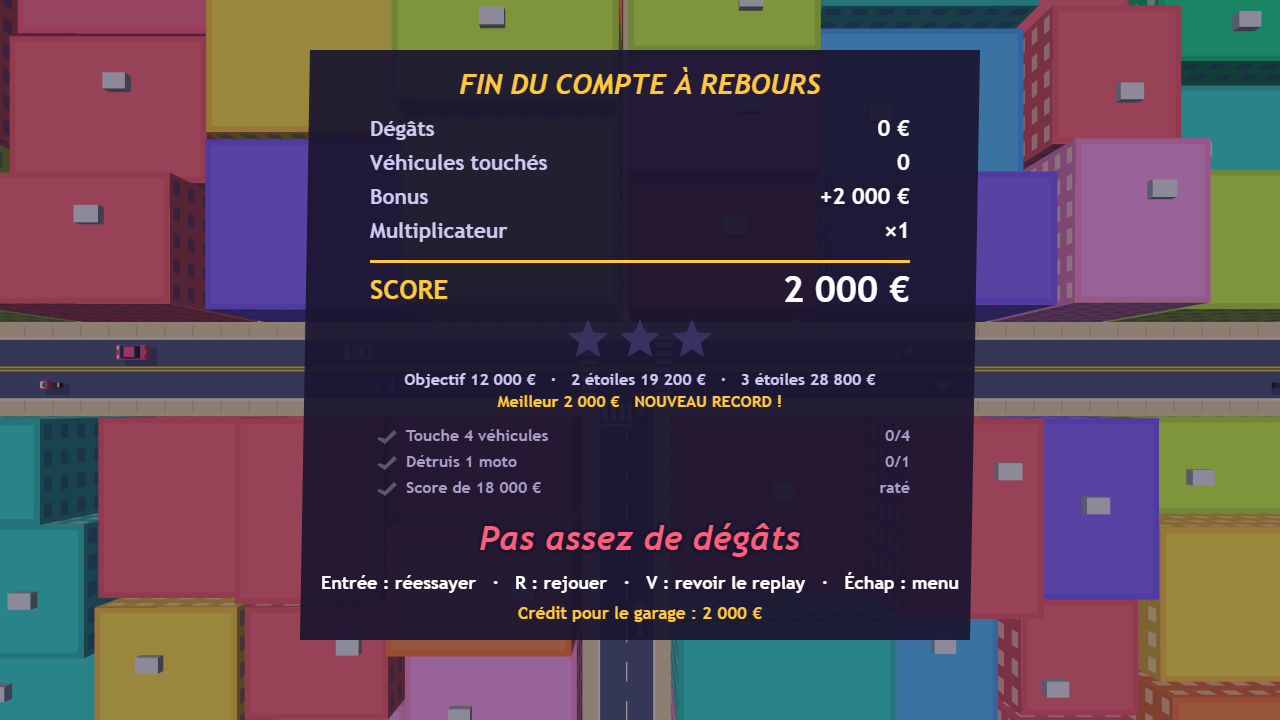 FIN DU COMPTE À REBOURS
Dégâts 0 €
Véhicules touchés 0
Bonus +2 000 €
Multiplicateur ×1
SCORE 2 000 €
Objectif 12 000 € · 2 étoiles 19 200 € · 3 étoiles 28 800 €
Meilleur 2 000 € NOUVEAU RECORD !
Touche 4 véhicules 0/4
Détruis 1 moto 0/1
Score de 18 000 € raté
Pas assez de dégâts
Entrée : réessayer · R : rejouer · V : revoir le replay · Échap : menu
Crédit pour le garage : 2 000 €